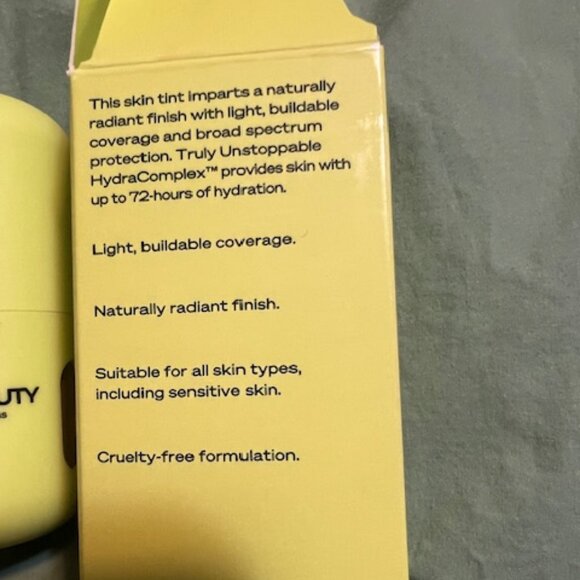 This skin tint imparts a naturally
radiant finish with light, buildable
coverage and broad spectrum
protection. Truly Unstoppable
HydraComplex™ provides skin with
up to 72-hours of hydration.
Light, buildable coverage.
Naturally radiant finish.
Suitable for all skin types,
including sensitive skin.
Cruelty-free formulation.
UTY